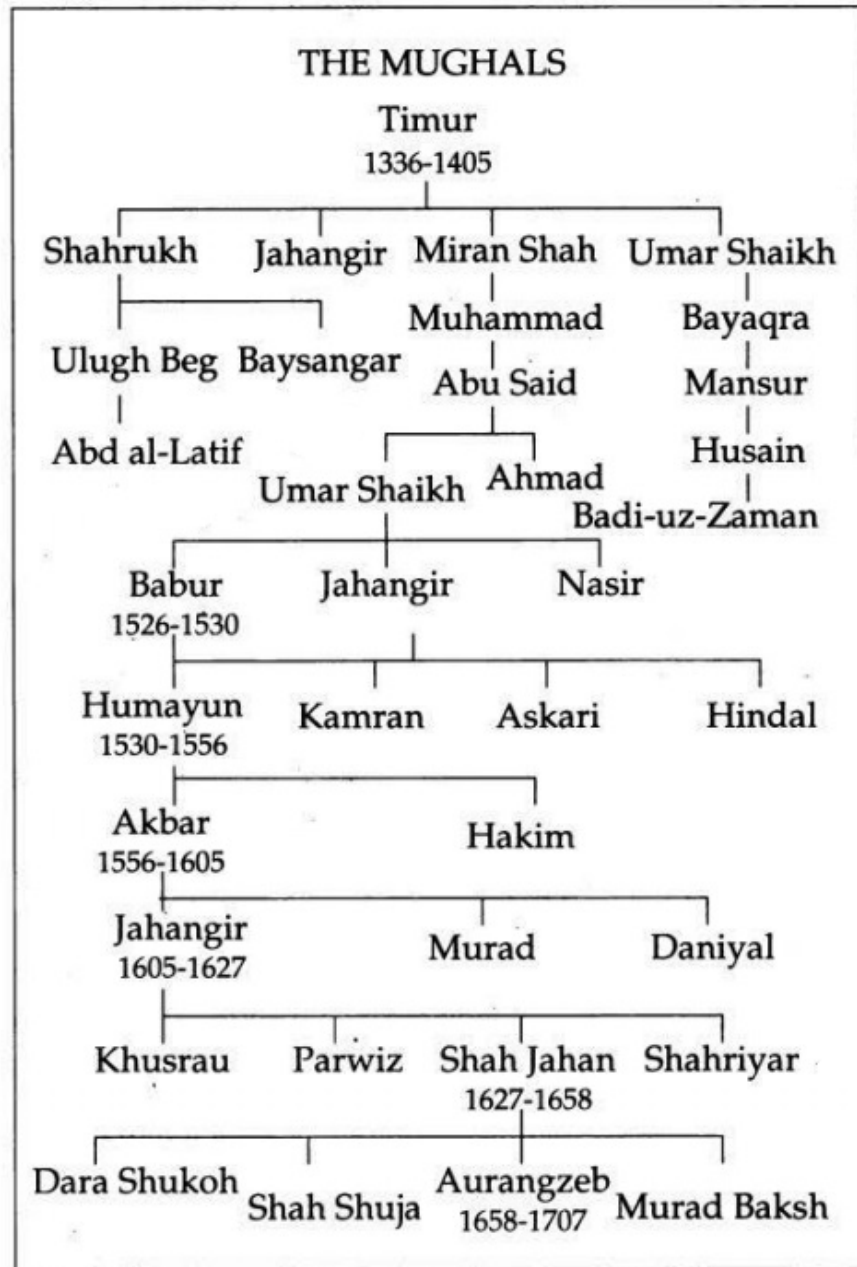 THE MUGHALS
Timur
1336-1405
Shahrukh Jahangir Miran Shah Umar Shaikh
Muhammad Bayaqra
Ulugh Beg Baysangar
Abu Said Mansur
Abd al-Latif Husain
Umar Shaikh Ahmad
Badi-uz-Zaman
Babur Jahangir Nasir
1526-1530
Humayun Kamran Askari Hindal
1530-1556
Akbar Hakim
1556-1605
Jahangir Murad Daniyal
1605-1627
Khusrau Parwiz Shah Jahan Shahriyar
1627-1658
Dara Shukoh Shah Shuja Aurangzeb Murad Baksh
1658-1707